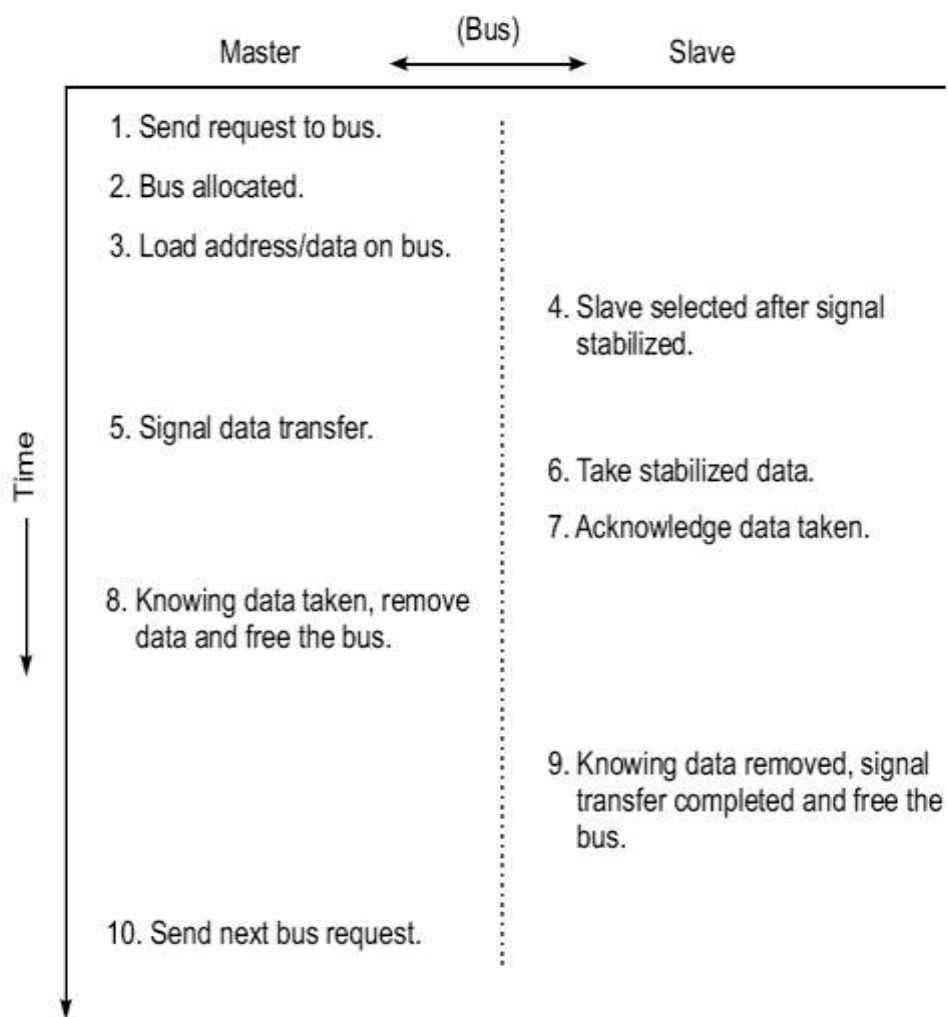 (Bus)
Master
Slave
1. Send request to bus.
2. Bus allocated.
3. Load address/data on bus.
4. Slave selected after signal
stabilized.
5. Signal data transfer.
Time
6. Take stabilized data.
7. Acknowledge data taken.
8. Knowing data taken, remove
data and free the bus.
9. Knowing data removed, signal
transfer completed and free the
bus.
10. Send next bus request.